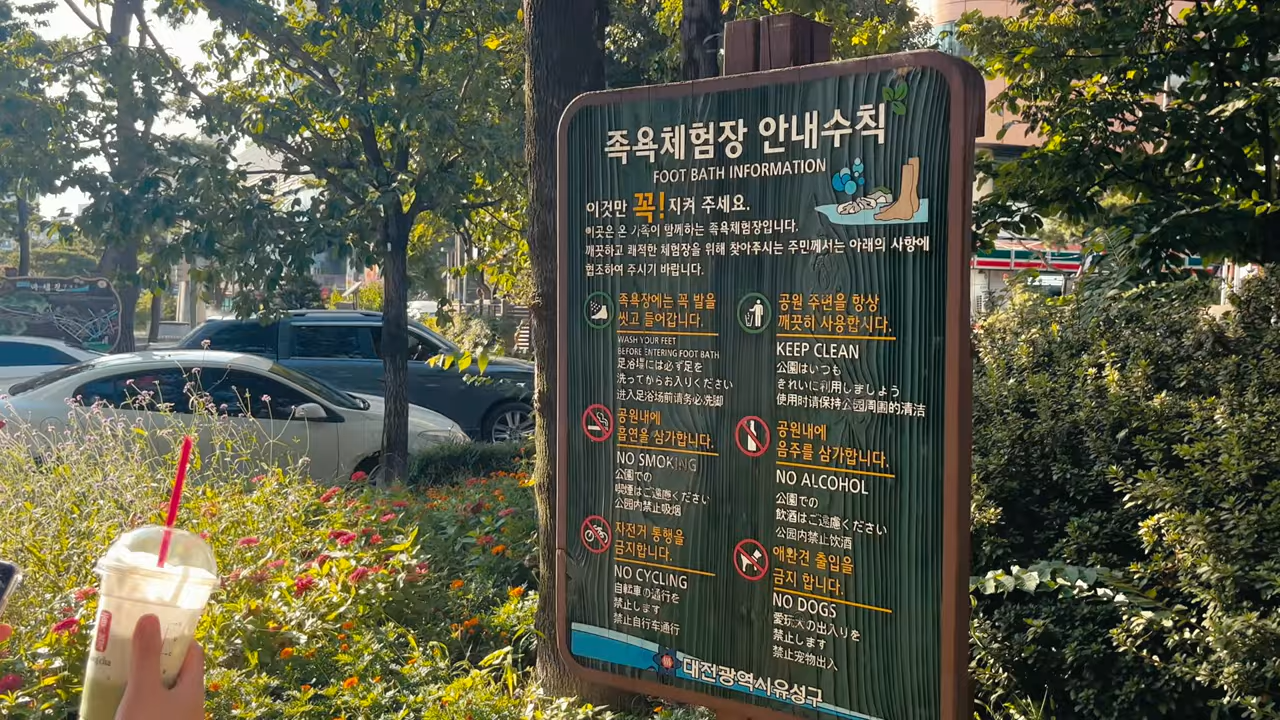 족욕체험장 안내수칙
FOOT BATH INFORMATION
이것만 꼭! 지켜 주세요.
이곳은 온 가족이 함께하는 족욕체험장입니다.
깨끗하고 쾌적한 체험장을 위해 찾아주시는 주민께서는 아래의 사항에
협조하여 주시기 바랍니다.
족욕장에는 꼭 발을
씻고 들어갑니다.
WASH YOUR FEET
BEFORE ENTERING FOOT BATH
足浴場には必ず足を
洗ってからお入りください
进入足浴场前请务必洗脚
공원 주변을 항상
깨끗히 사용합시다.
KEEP CLEAN
公園はいつも
きれいに利用しましよう
使用时请保持公园周围的清洁
공원내에
흡연을 삼가합니다.
NO SMOKING
公園での
喫煙はご遠慮ください
公园内禁止吸烟
공원내에
음주를 삼가합니다.
NO ALCOHOL
公園での
飲酒はご遠慮ください
公园内禁止饮酒
자전거 통행을
금지합니다.
NO CYCLING
自転車の通行を
禁止します
禁止自行车通行
애완견 출입을
금지 합니다.
NO DOGS
愛玩犬の出入りを
禁止します
禁止宠物出入
대전광역시유성구